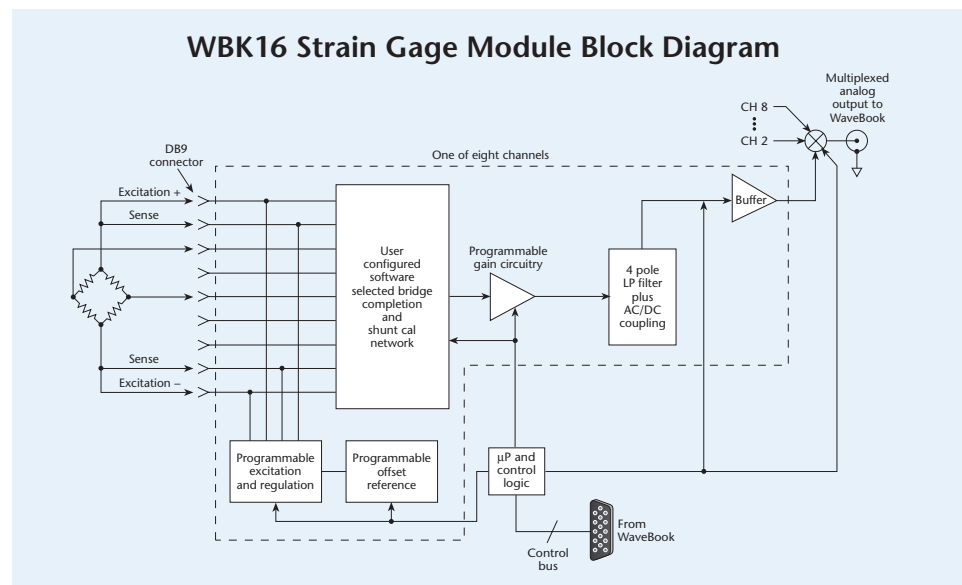 WBK16 Strain Gage Module Block Diagram
Multiplexed
analog
output to
WaveBook
CH 8
CH 2
DB9
connector
One of eight channels
Excitation +
Sense
Buffer
User
configured
software
selected bridge
completion
and
shunt cal
network
Programmable
gain circuitry
4 pole
LP filter
plus
AC/DC
coupling
Sense
Excitation –
Programmable
excitation
and regulation
Programmable
offset
reference
µP and
control
logic
From
WaveBook
Control
bus